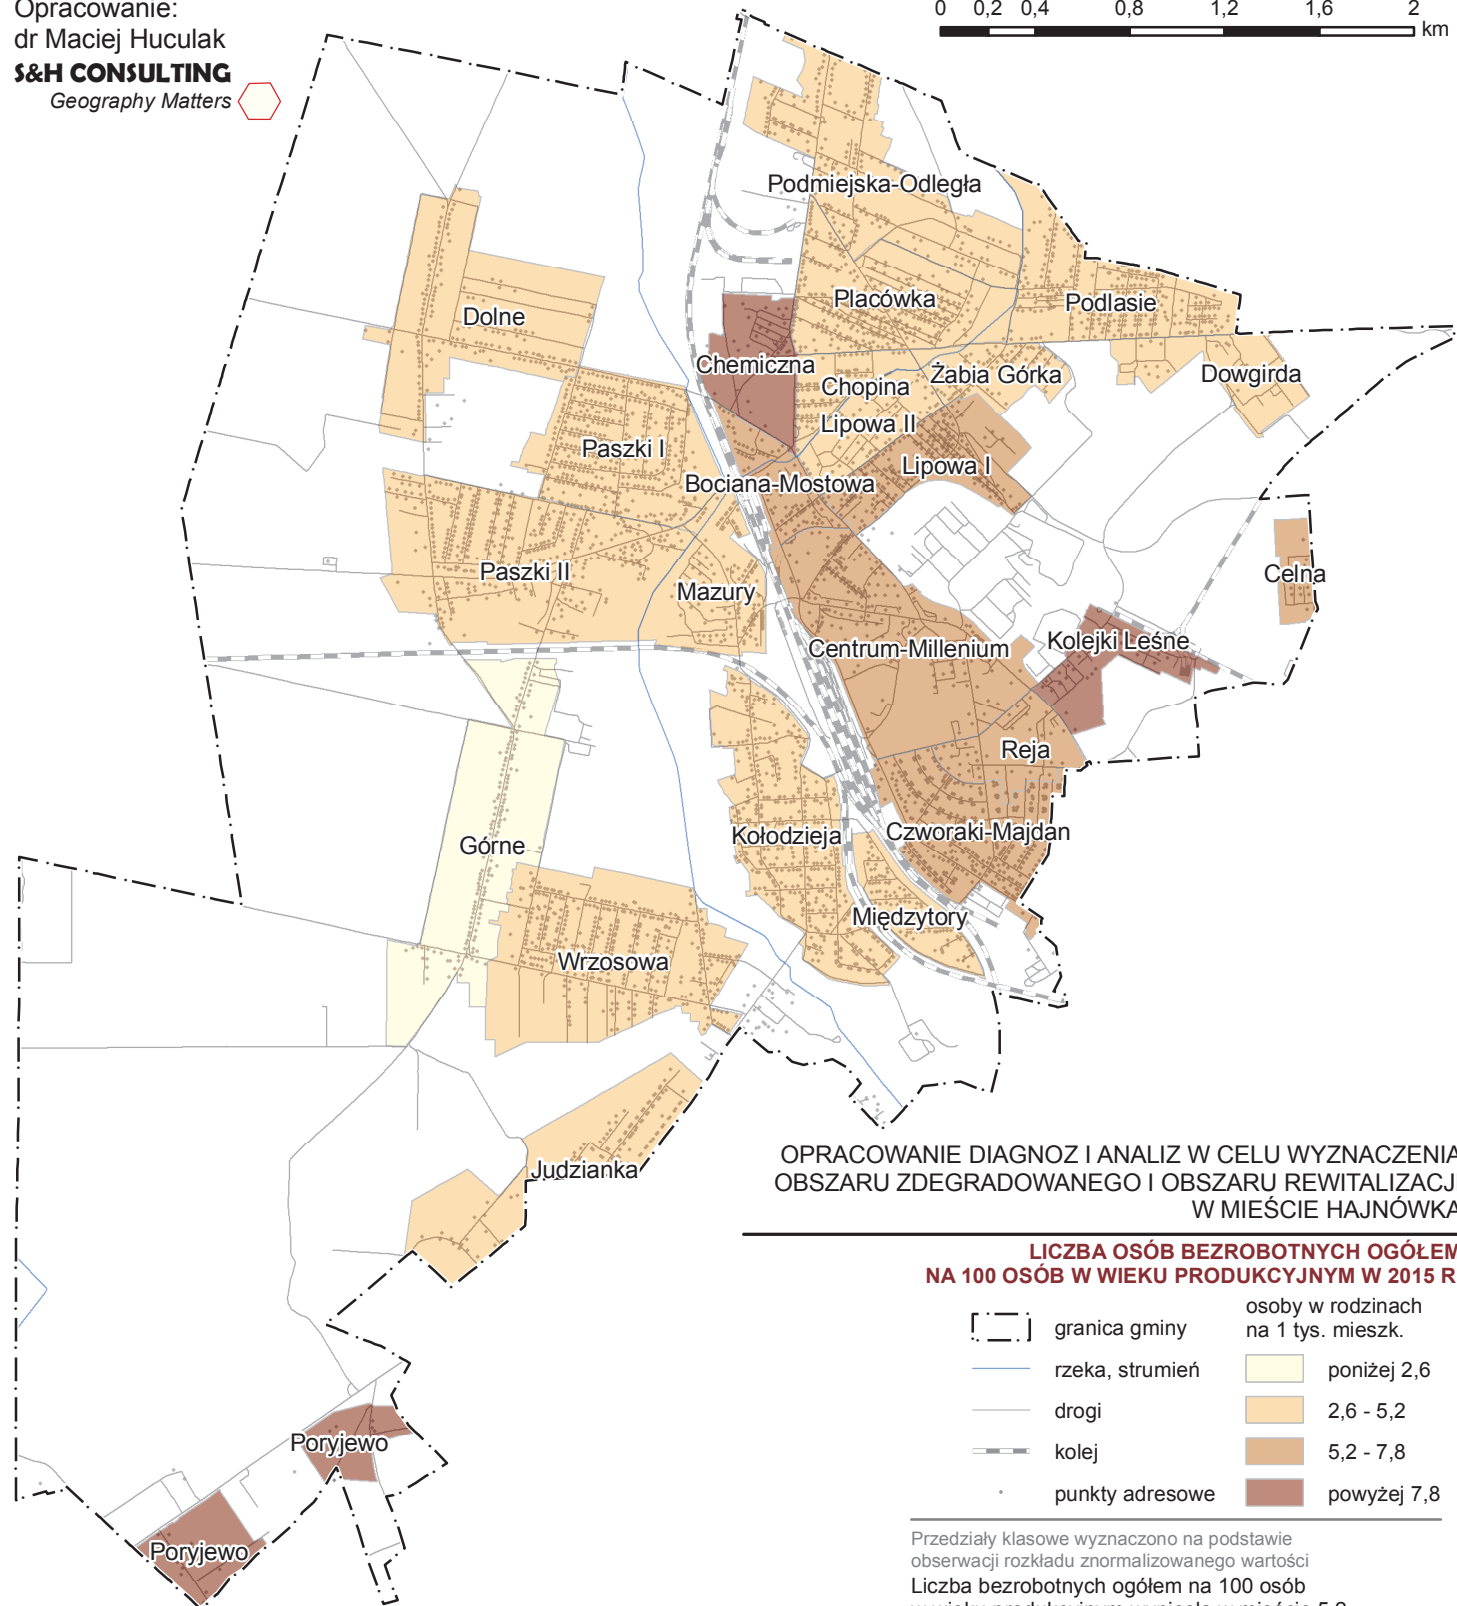 Opracowanie:
dr Maciej Huculak
S&H CONSULTING
Geography Matters
0 0,2 0,4 0,8 1,2 1,6 2
km
Podmiejska-Odległa
Placówka
Podlasie
Dolne
Chemiczna
Chopina
Żabia Górka
Dowgirda
Lipowa II
Paszki I
Lipowa I
Bociana-Mostowa
Paszki II
Mazury
Celna
Centrum-Millenium
Kolejki Leśne
Reja
Górne
Kołodzieja
Czworaki-Majdan
Międzytory
Wrzosowa
Judzianka
Poryjewo
Poryjewo
OPRACOWANIE DIAGNOZ I ANALIZ W CELU WYZNACZENIA
OBSZARU ZDEGRADOWANEGO I OBSZARU REWITALIZACJI
W MIEŚCIE HAJNÓWKA
LICZBA OSÓB BEZROBOTNYCH OGÓŁEM
NA 100 OSÓB W WIEKU PRODUKCYJNYM W 2015 R
osoby w rodzinach
na 1 tys. mieszk.
granica gminy
rzeka, strumień
drogi
kolej
punkty adresowe
poniżej 2,6
2,6 - 5,2
5,2 - 7,8
powyżej 7,8
Przedziały klasowe wyznaczono na podstawie
obserwacji rozkładu znormalizowanego wartości
Liczba bezrobotnych ogółem na 100 osób